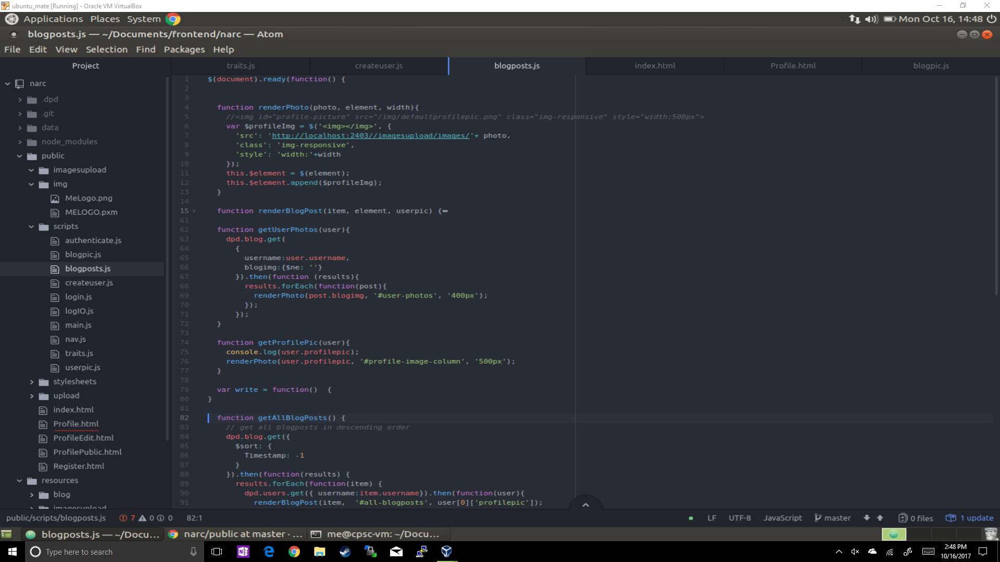 ubuntu_mate [Running] - Oracle VM VirtualBox
Applications Places System Mon Oct 16, 14:48
blogposts.js — ~/Documents/frontend/narc — Atom
File Edit View Selection Find Packages Help
Project
narc
.dpd
.git
data
node_modules
public
imagesupload
img
MeLogo.png
MELOGO.pxm
scripts
authenticate.js
blogpic.js
blogposts.js
createuser.js
login.js
logIO.js
main.js
nav.js
traits.js
userpic.js
stylesheets
upload
index.html
Profile.html
ProfileEdit.html
ProfilePublic.html
Register.html
resources
blog
imagesupload
traits.js createuser.js blogposts.js index.html Profile.html blogpic.js
1 $(document).ready(function() {
2
3
4 function renderPhoto(photo, element, width){
5 //<img id="profile-picture" src="/img/defaultprofilepic.png" class="img-responsive" style="width:500px">
6 var $profileImg = $('<img></img>', {
7 'src': 'http://localhost:2403//imagesupload/images/'+ photo,
8 'class': 'img-responsive',
9 'style': 'width:'+width
10 });
11 this.$element = $(element);
12 this.$element.append($profileImg);
13 }
14
15 function renderBlogPost(item, element, userpic) {
61
62 function getUserPhotos(user){
63 dpd.blog.get(
64 {
65 username:user.username,
66 blogimg:{$ne: ''}
67 }).then(function (results){
68 results.forEach(function(post){
69 renderPhoto(post.blogimg, '#user-photos', '400px');
70 });
71 });
72 }
73
74 function getProfilePic(user){
75 console.log(user.profilepic);
76 renderPhoto(user.profilepic, '#profile-image-column', '500px');
77 }
78
79 var write = function()  {
80 }
81
82 function getAllBlogPosts() {
83 // get all blogposts in descending order
84 dpd.blog.get({
85 $sort: {
86 Timestamp: -1
87 }
88 }).then(function(results) {
89 results.forEach(function(item) {
90 dpd.users.get({ username:item.username}).then(function(user){
91 renderBlogPost(item,  '#all-blogposts', user[0]['profilepic']);
public/scripts/blogposts.js 7 0 0 82:1 LF UTF-8 JavaScript master 0 files 1 update
blogposts.js — ~/Docu... narc/public at master · ... me@cpsc-vm: ~/Docu...
Type here to search
2:48 PM
10/16/2017